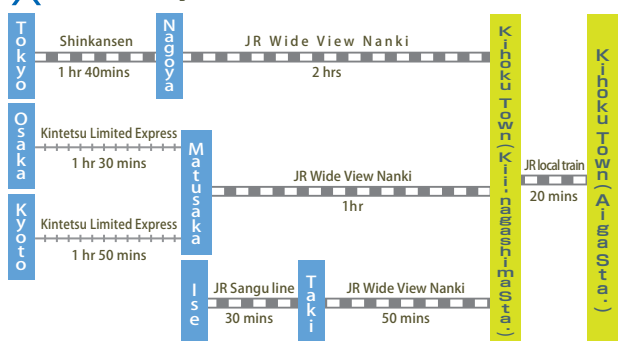 Tokyo
Shinkansen
1 hr 40mins
Nagoya
JR Wide View Nanki
2 hrs
Osaka
Kintetsu Limited Express
1 hr 30 mins
Kyoto
Kintetsu Limited Express
1 hr 50 mins
Matusaka
JR Wide View Nanki
1hr
Ise
JR Sangu line
30 mins
Taki
JR Wide View Nanki
50 mins
Kihoku Town(Kii-nagashima Sta.)
JR local train
20 mins
Kihoku Town(Aiga Sta.)